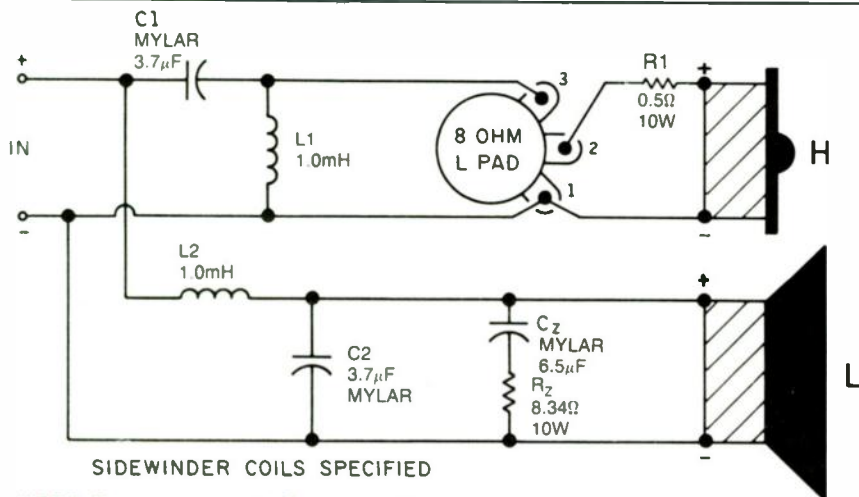 C1
MYLAR
3.7μF
+
IN
-
L1
1.0mH
8 OHM
L PAD
3
2
1
R1
0.5Ω
10W
+
-
H
L2
1.0mH
C2
3.7μF
MYLAR
Cz
MYLAR
6.5μF
Rz
8.34Ω
10W
+
-
L
SIDEWINDER COILS SPECIFIED